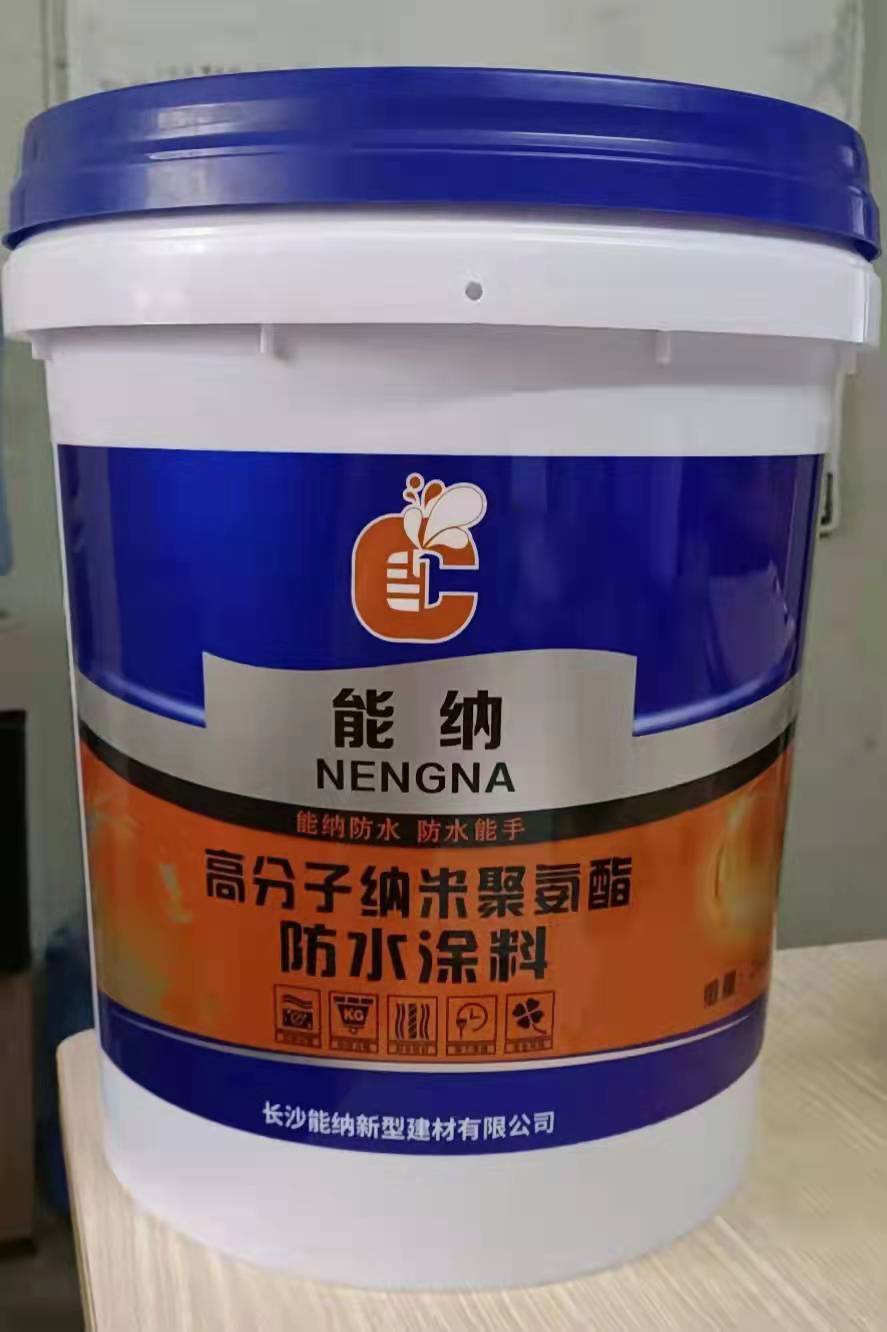 能纳
NENGNA
能纳防水 防水能手
高分子纳米聚氨酯
防水涂料
KG
长沙能纳新型建材有限公司